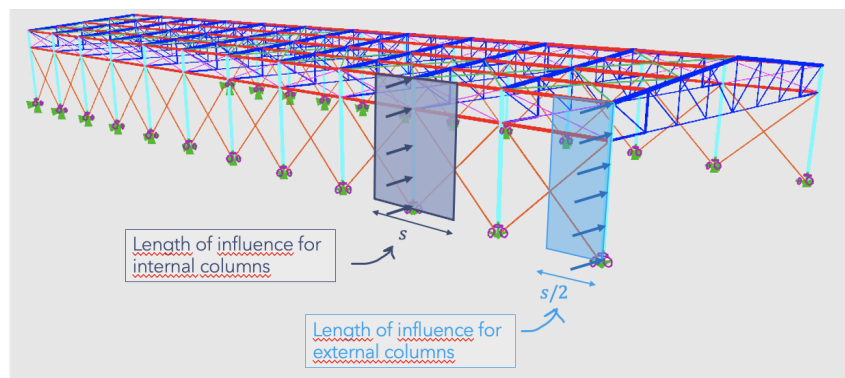 s
Length of influence for
internal columns
s/2
Length of influence for
external columns